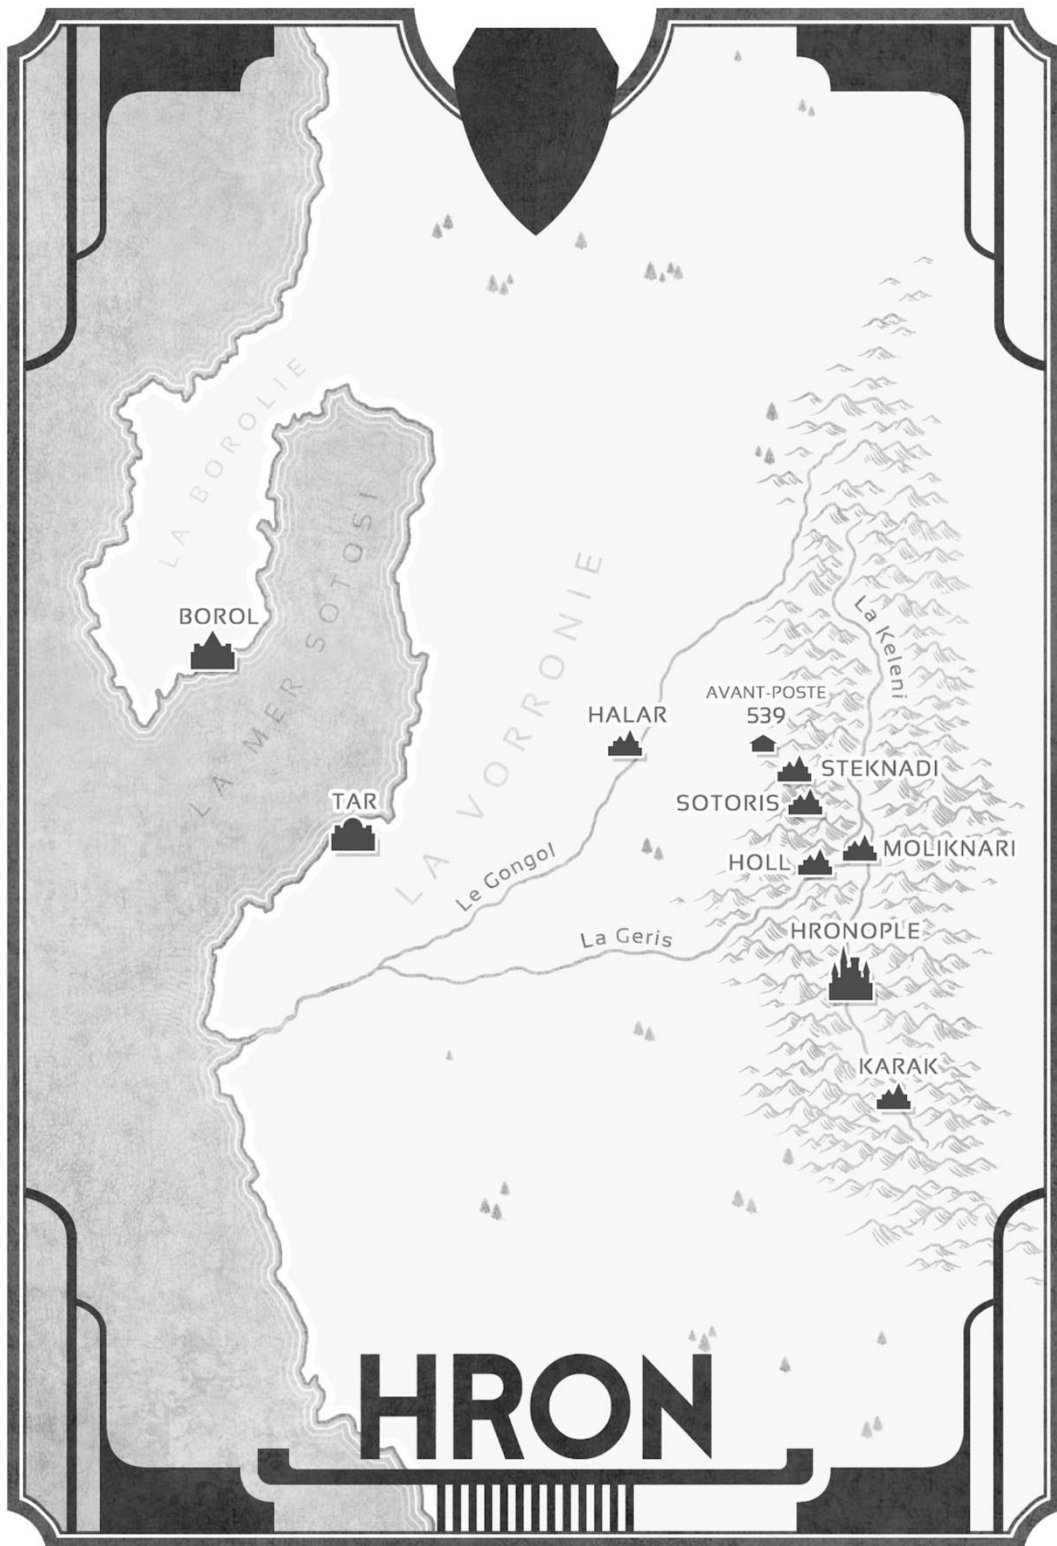 LA BOROLIE
LA MER SOTOSI
BOROL
LA VORRONIE
La Keleni
AVANT-POSTE
539
HALAR
STEKNADI
TAR
SOTORIS
MOLIKNARI
HOLL
Le Gongol
HRONOPLE
La Geris
KARAK
HRON